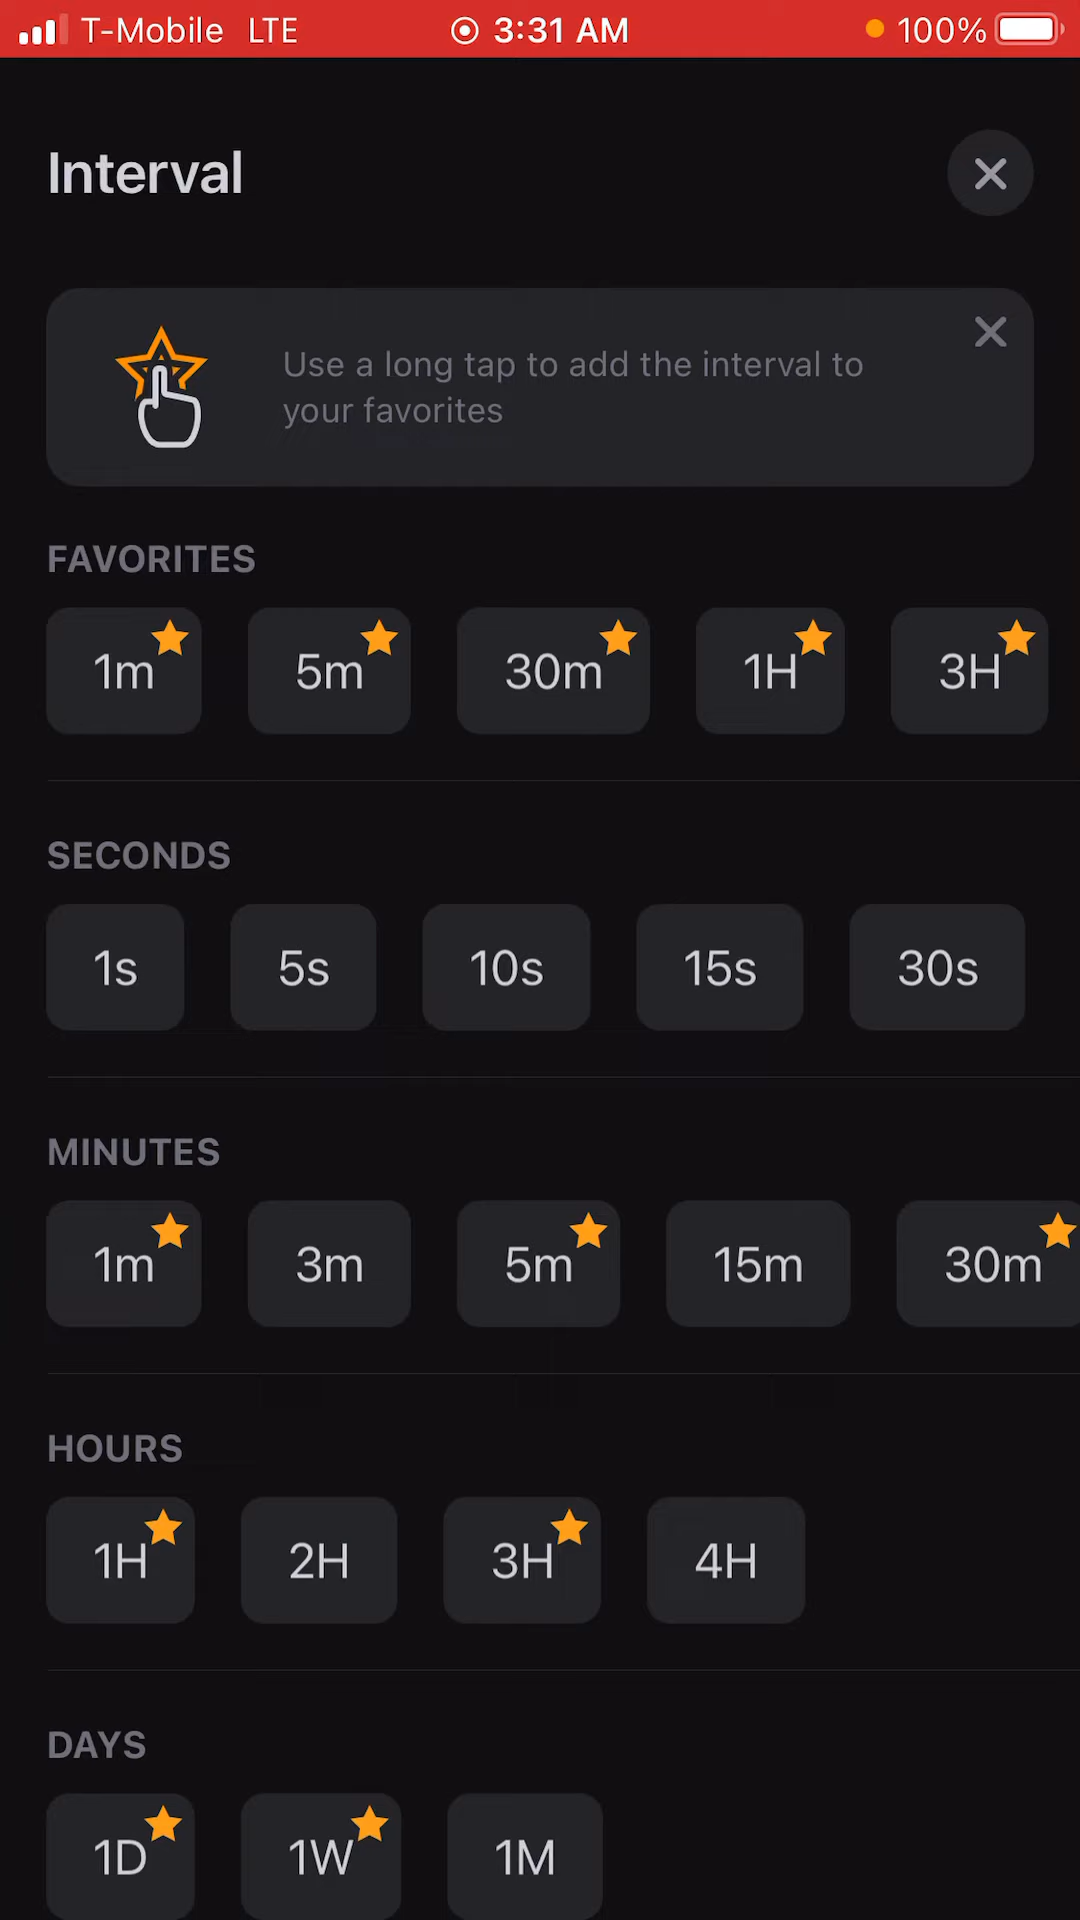 T-Mobile LTE 3:31 AM 100%
Interval
Use a long tap to add the interval to
your favorites
FAVORITES
1m 5m 30m 1H 3H
SECONDS
1s 5s 10s 15s 30s
MINUTES
1m 3m 5m 15m 30m
HOURS
1H 2H 3H 4H
DAYS
1D 1W 1M